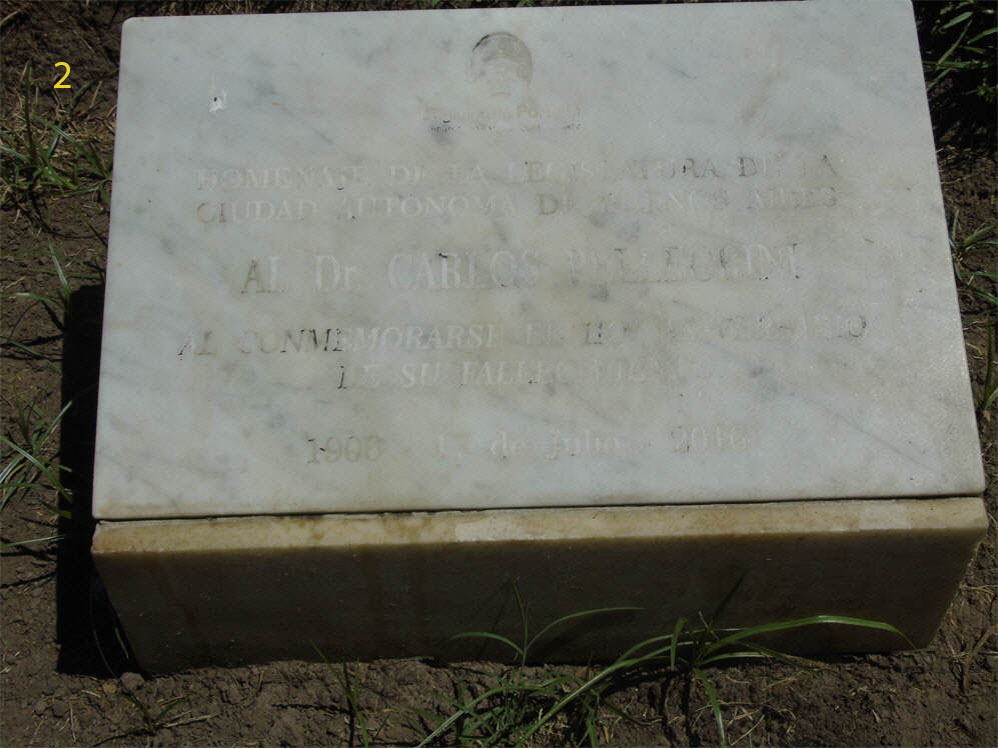 2
HOMENAJE DE LA LEGISLATURA DE LA
CIUDAD AUTONOMA DE BUENOS AIRES
AL Dr CARLOS PELLEGRINI
AL CONMEMORARSE EL
DE SU FALLECIMIENTO
1906 17 de Julio